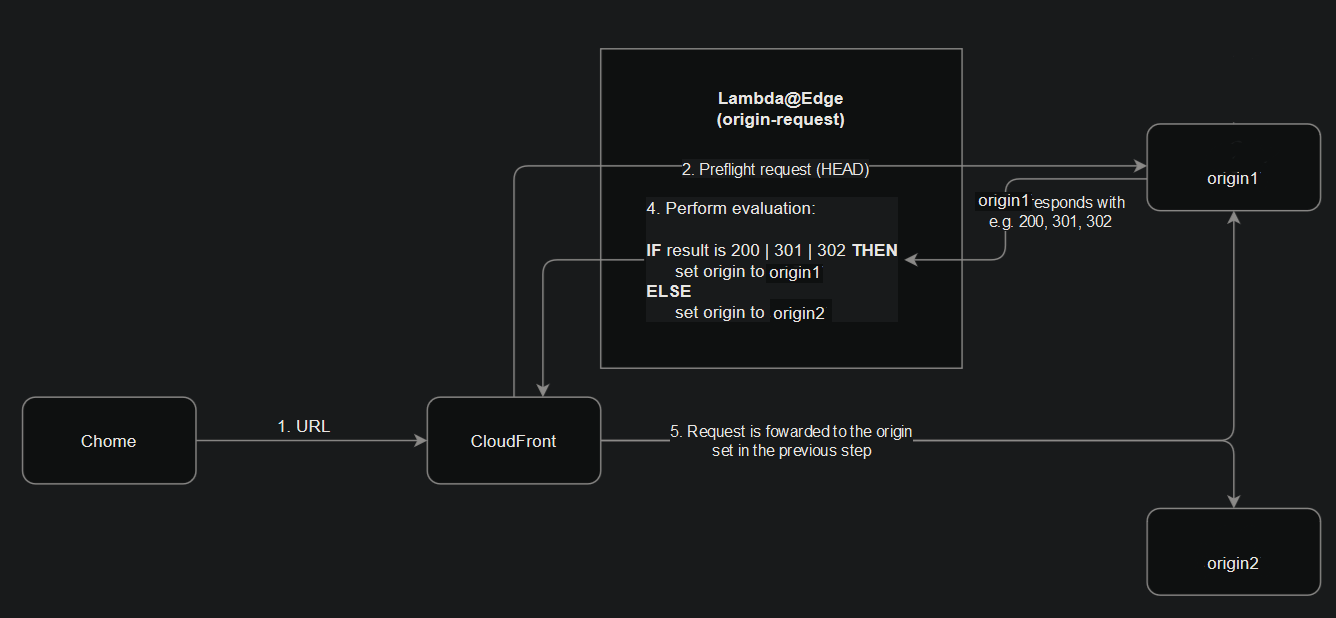 Lambda@Edge
(origin-request)
2. Preflight request (HEAD)
origin1
4. Perform evaluation:
origin1 esponds with
e.g. 200, 301, 302
IF result is 200 | 301 | 302 THEN
set origin to origin1
ELSE
set origin to origin2
Chome
1. URL
CloudFront
5. Request is fowarded to the origin
set in the previous step
origin2